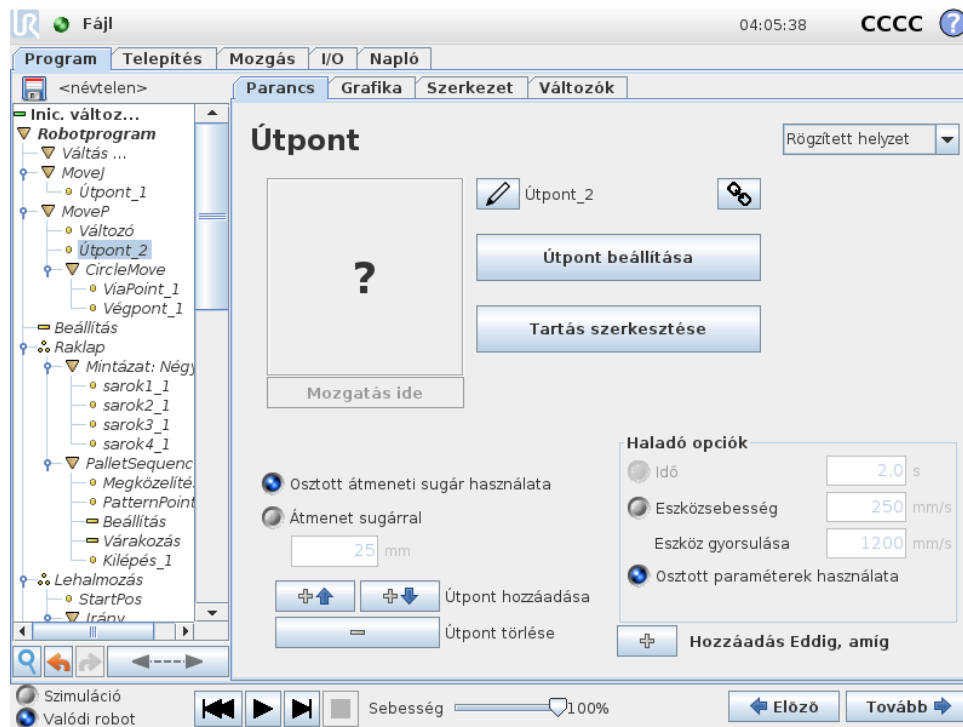 UR Fájl 04:05:38 CCCC ?
Program Telepítés Mozgás I/O Napló
<névtelen> Parancs Grafika Szerkezet Változók
Inic. változ...
Robotprogram
Váltás ...
MoveJ
Útpont_1
MoveP
Változó
Útpont_2
CircleMove
ViaPoint_1
Végpont_1
Beállítás
Raklap
Mintázat: Négy
sarok1_1
sarok2_1
sarok3_1
sarok4_1
PalletSequenc
Megközelíté
PatternPoint
Beállítás
Várakozás
Kilépés_1
Lehalmozás
StartPos
Irány
Útpont
Rögzített helyzet
Útpont_2
?
Útpont beállítása
Tartás szerkesztése
Mozgatás ide
Osztott átmeneti sugár használata
Átmenet sugárral
25 mm
Útpont hozzáadása
Útpont törlése
Haladó opciók
Idő 2,0 s
Eszközsebesség 250 mm/s
Eszköz gyorsulása 1200 mm/s
Osztott paraméterek használata
Hozzáadás Eddig, amíg
Szimuláció
Valódi robot
Sebesség 100%
Előző
Tovább